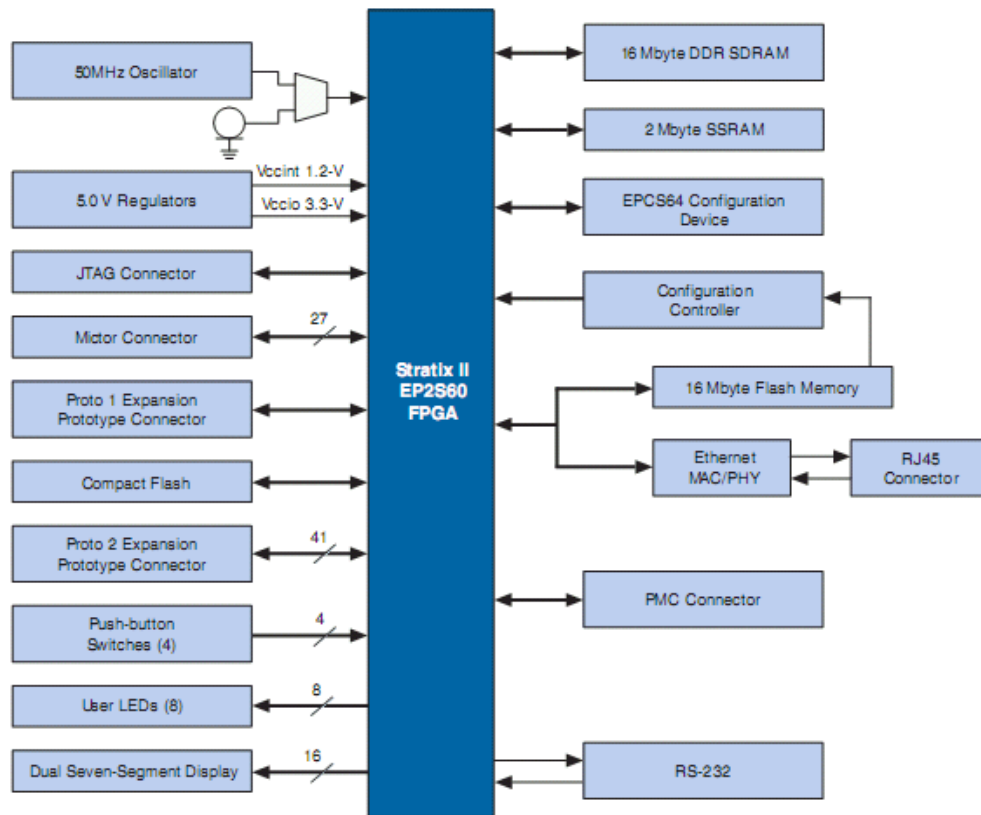 50MHz Oscillator
5.0 V Regulators
Vccint 1.2-V
Vccio 3.3-V
JTAG Connector
Mictor Connector
27
Proto 1 Expansion
Prototype Connector
Compact Flash
Proto 2 Expansion
Prototype Connector
41
Push-button
Switches (4)
4
User LEDs (8)
8
Dual Seven-Segment Display
16
Stratix II
EP2S60
FPGA
16 Mbyte DDR SDRAM
2 Mbyte SSRAM
EPCS64 Configuration
Device
Configuration
Controller
16 Mbyte Flash Memory
Ethernet
MAC/PHY
RJ45
Connector
PMC Connector
RS-232